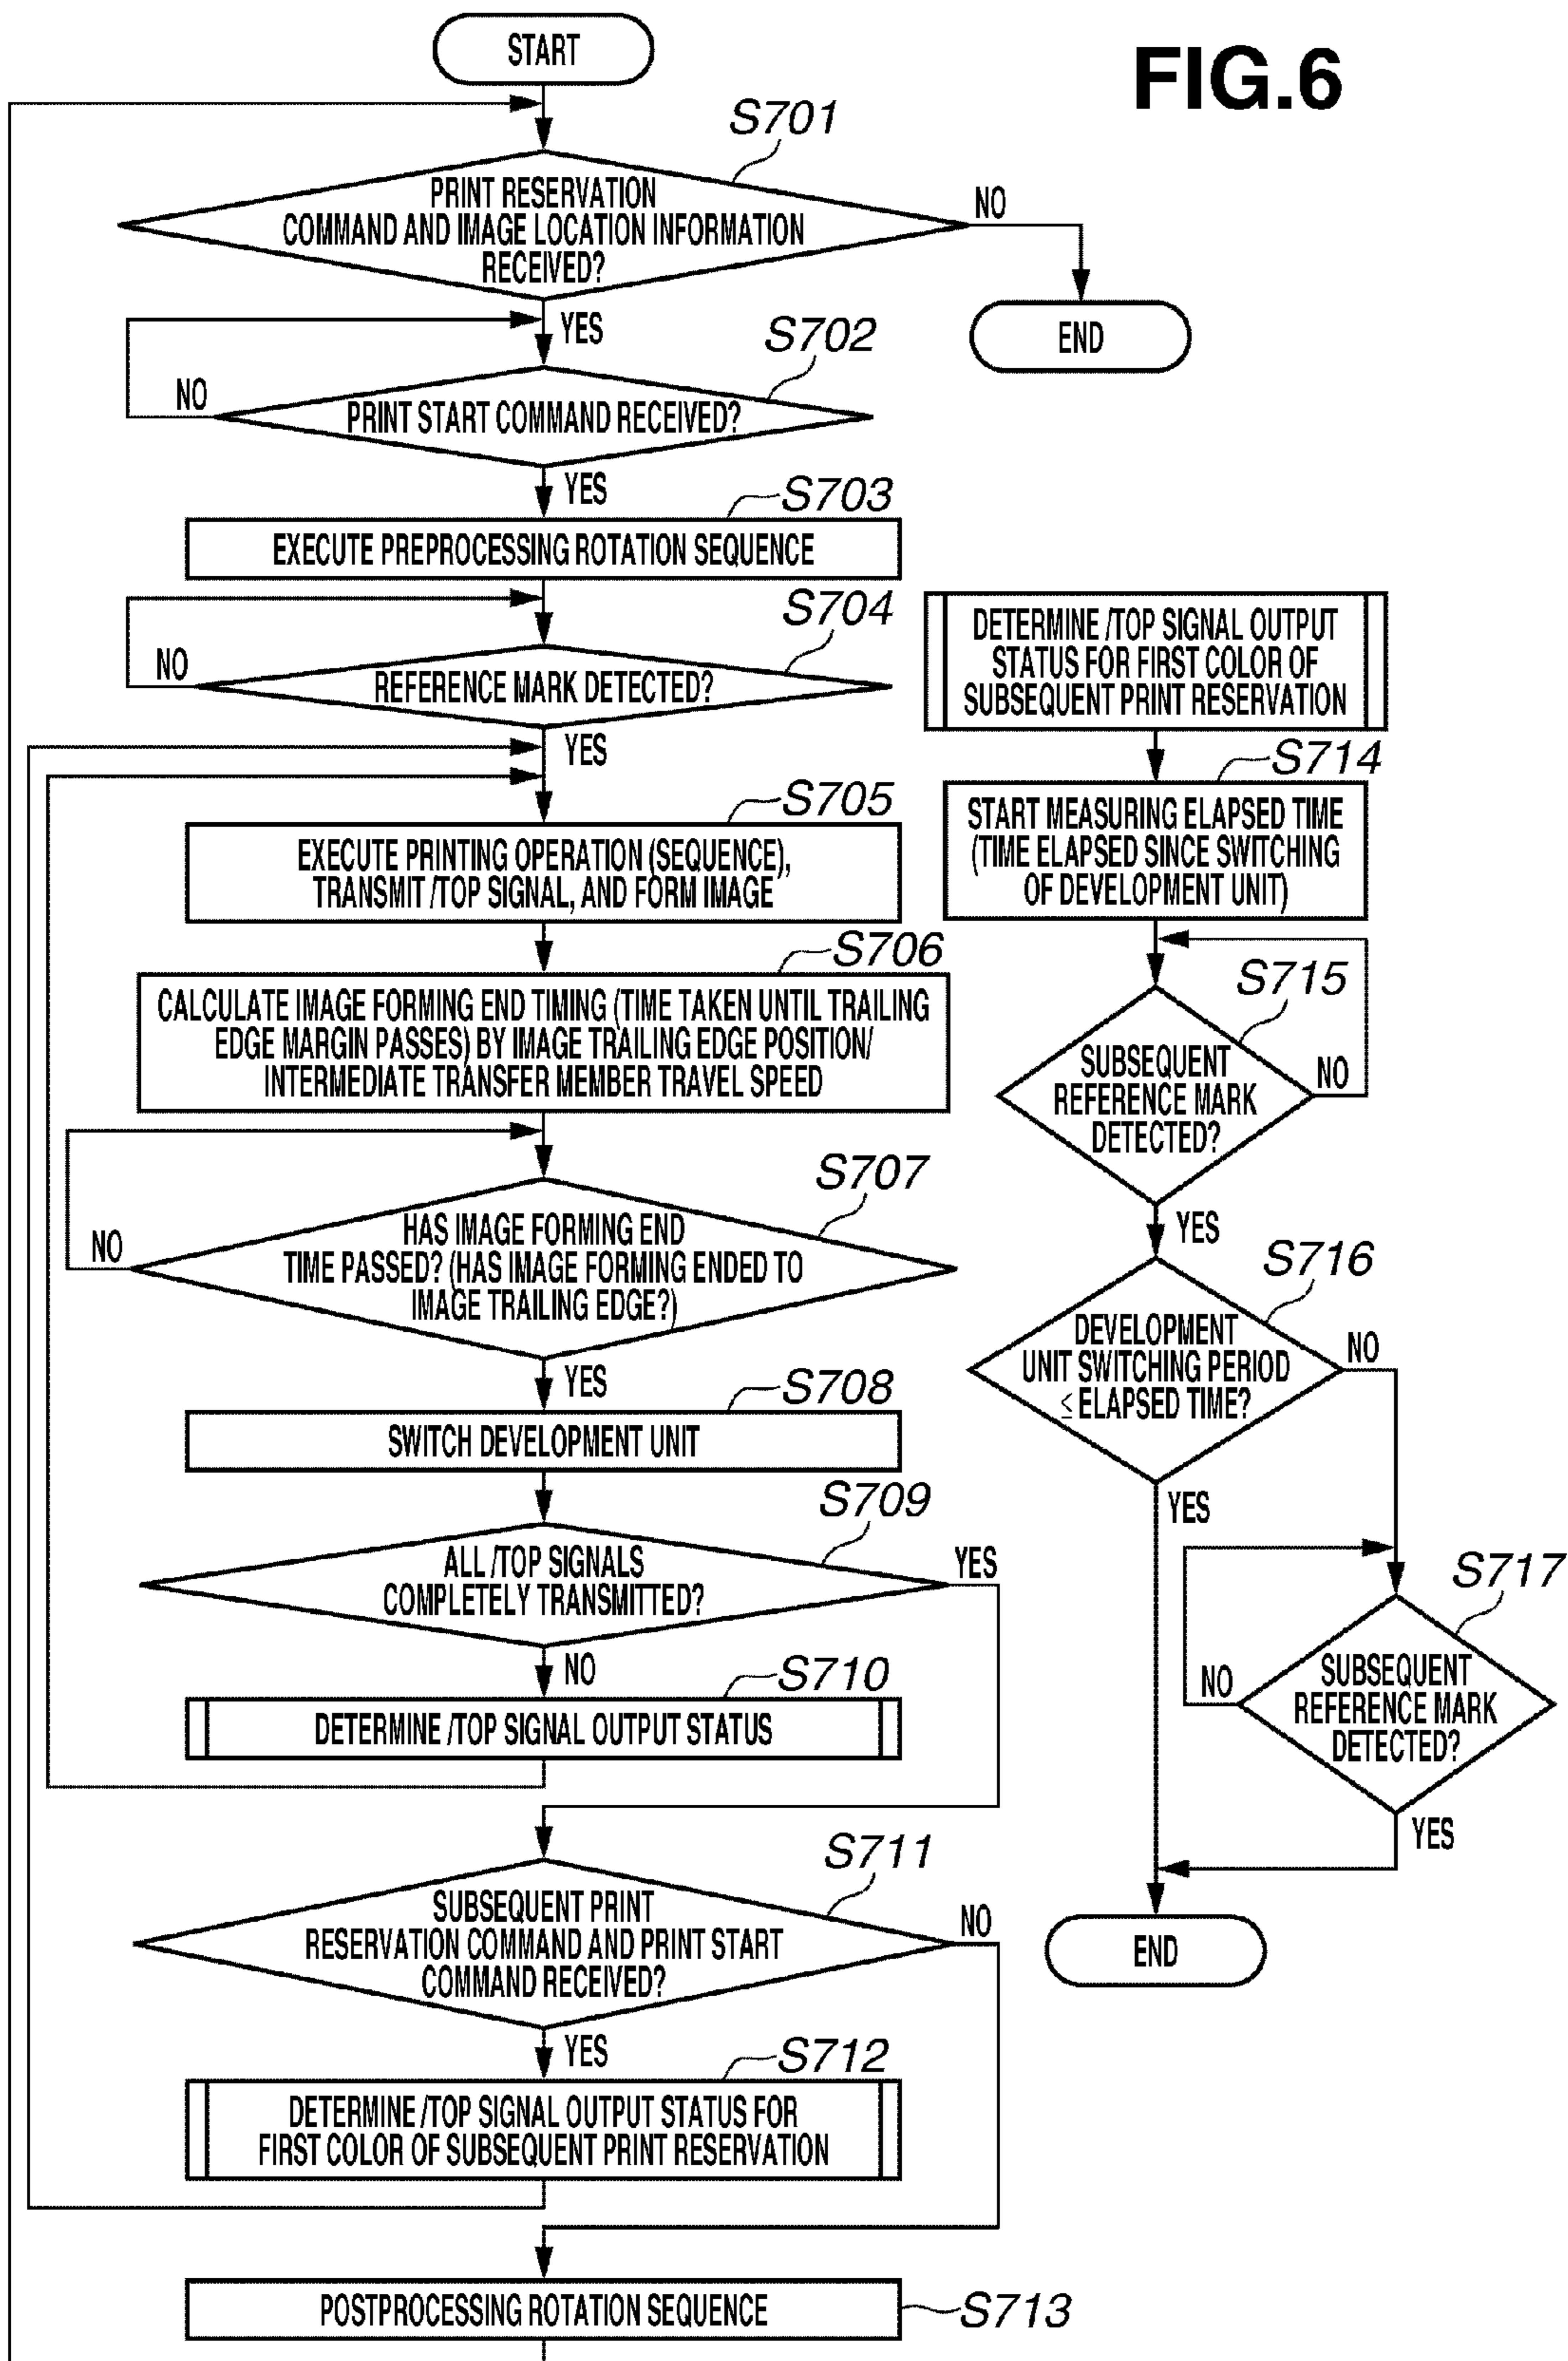 FIG.6
START
S701
PRINT RESERVATION
COMMAND AND IMAGE LOCATION INFORMATION
RECEIVED?
NO
END
YES
S702
NO
PRINT START COMMAND RECEIVED?
YES
S703
EXECUTE PREPROCESSING ROTATION SEQUENCE
S704
NO
REFERENCE MARK DETECTED?
YES
S705
EXECUTE PRINTING OPERATION (SEQUENCE),
TRANSMIT /TOP SIGNAL, AND FORM IMAGE
S706
CALCULATE IMAGE FORMING END TIMING (TIME TAKEN UNTIL TRAILING
EDGE MARGIN PASSES) BY IMAGE TRAILING EDGE POSITION/
INTERMEDIATE TRANSFER MEMBER TRAVEL SPEED
S707
NO
HAS IMAGE FORMING END
TIME PASSED? (HAS IMAGE FORMING ENDED TO
IMAGE TRAILING EDGE?)
YES
S708
SWITCH DEVELOPMENT UNIT
S709
ALL /TOP SIGNALS
COMPLETELY TRANSMITTED?
YES
NO
S710
DETERMINE /TOP SIGNAL OUTPUT STATUS
S711
SUBSEQUENT PRINT
RESERVATION COMMAND AND PRINT START
COMMAND RECEIVED?
NO
YES
S712
DETERMINE /TOP SIGNAL OUTPUT STATUS FOR
FIRST COLOR OF SUBSEQUENT PRINT RESERVATION
POSTPROCESSING ROTATION SEQUENCE
S713
DETERMINE /TOP SIGNAL OUTPUT
STATUS FOR FIRST COLOR OF
SUBSEQUENT PRINT RESERVATION
S714
START MEASURING ELAPSED TIME
(TIME ELAPSED SINCE SWITCHING
OF DEVELOPMENT UNIT)
S715
SUBSEQUENT
REFERENCE MARK
DETECTED?
NO
YES
S716
DEVELOPMENT
UNIT SWITCHING PERIOD
≤ ELAPSED TIME?
NO
YES
S717
NO
SUBSEQUENT
REFERENCE MARK
DETECTED?
YES
END